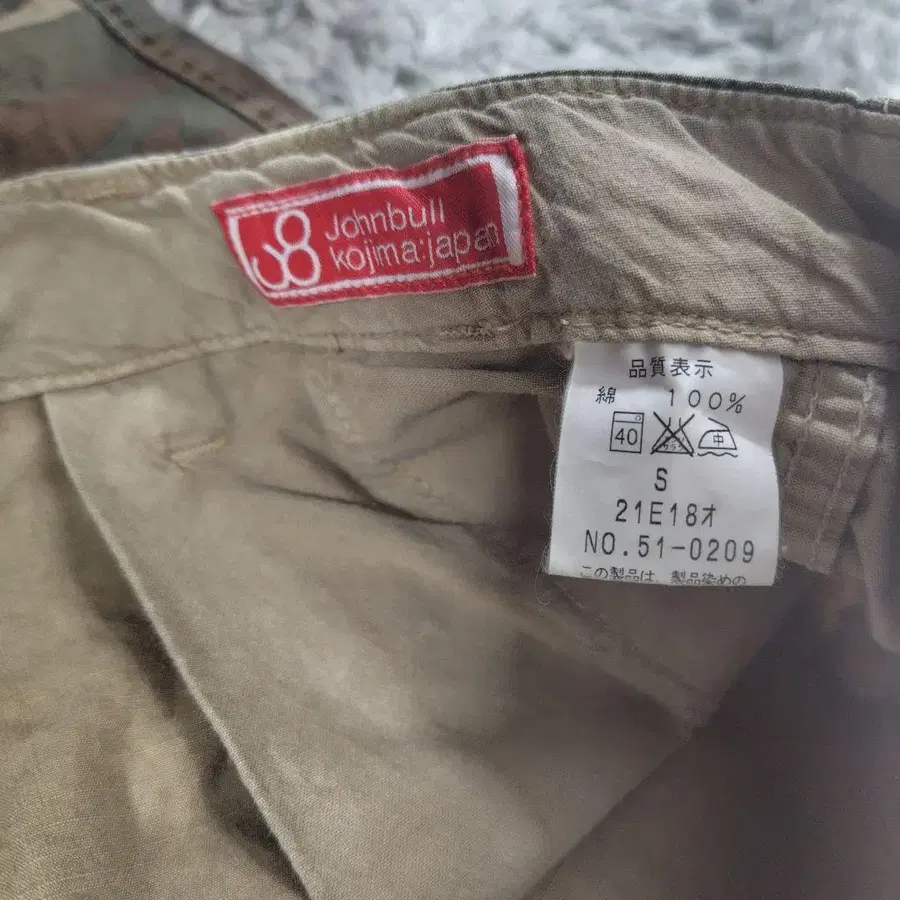 Johnbull
kojima:japan
品質表示
綿 100%
40 中
S
21E18オ
NO.51-0209
この製品は、製品染めの